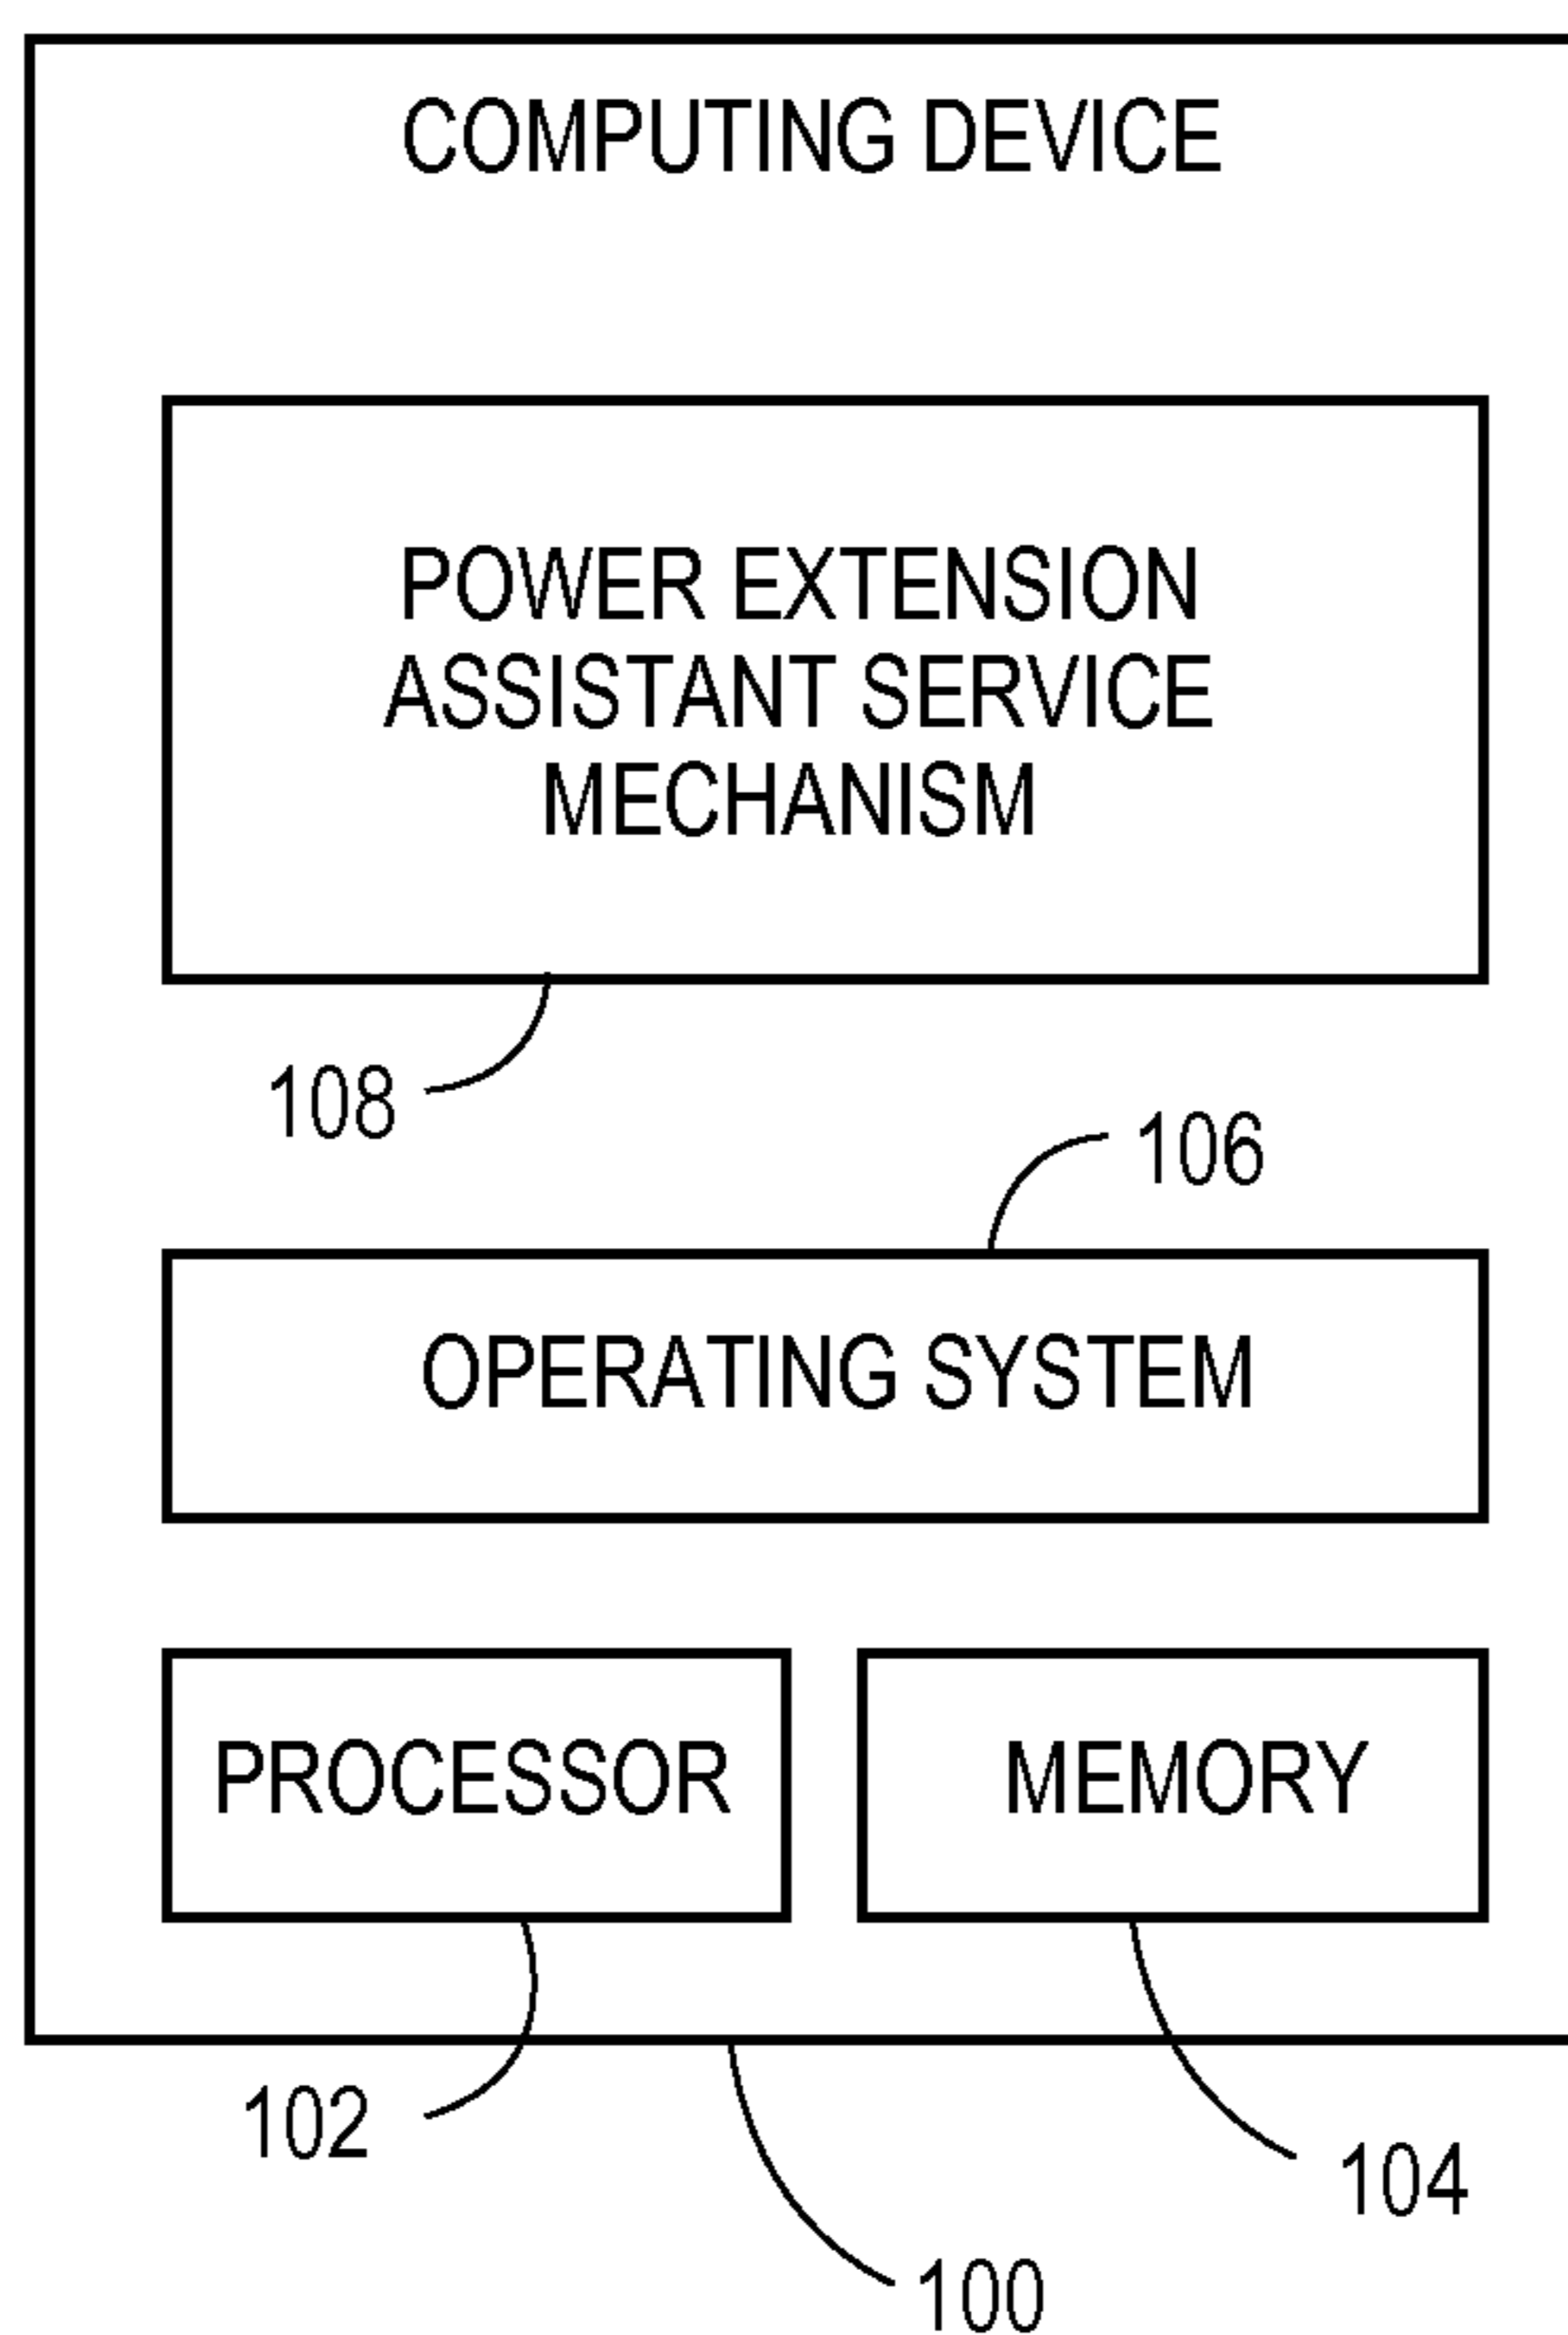 COMPUTING DEVICE
POWER EXTENSION
ASSISTANT SERVICE
MECHANISM
108
106
OPERATING SYSTEM
PROCESSOR
MEMORY
102
104
100